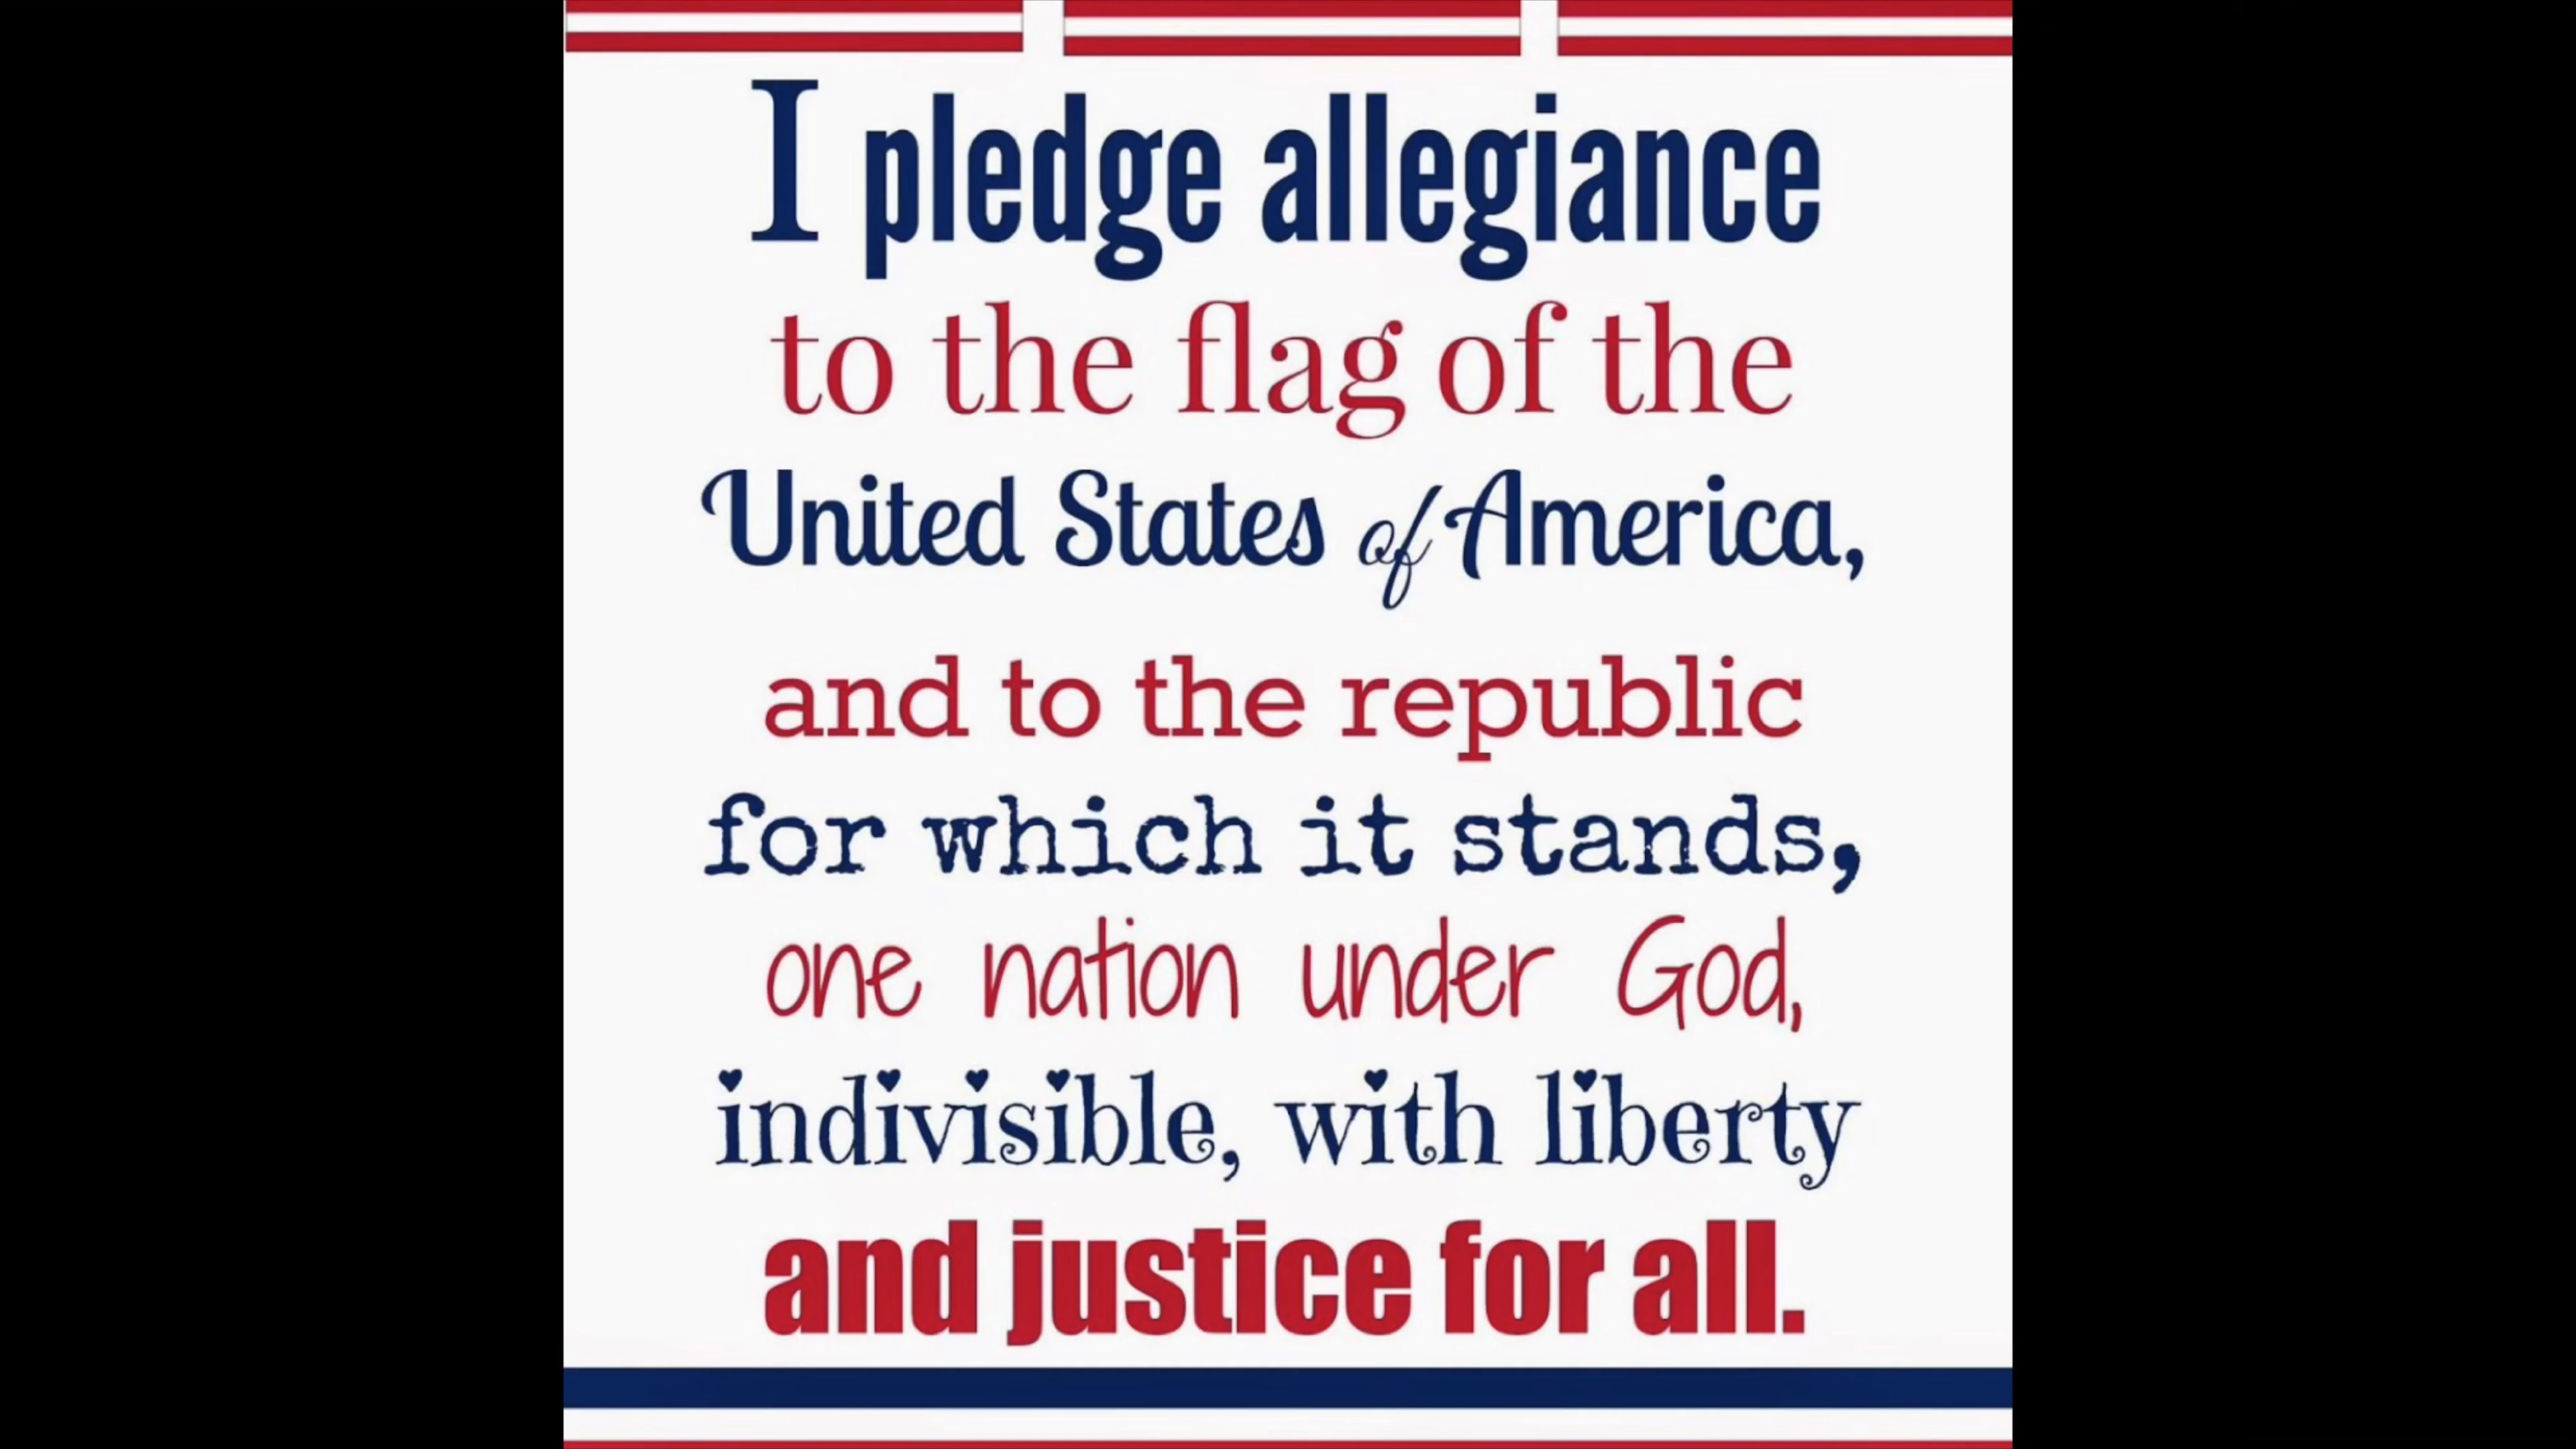 I pledge allegiance
to the flag of the
United States of America,
and to the republic
for which it stands,
one nation under God,
indivisible, with liberty
and justice for all.